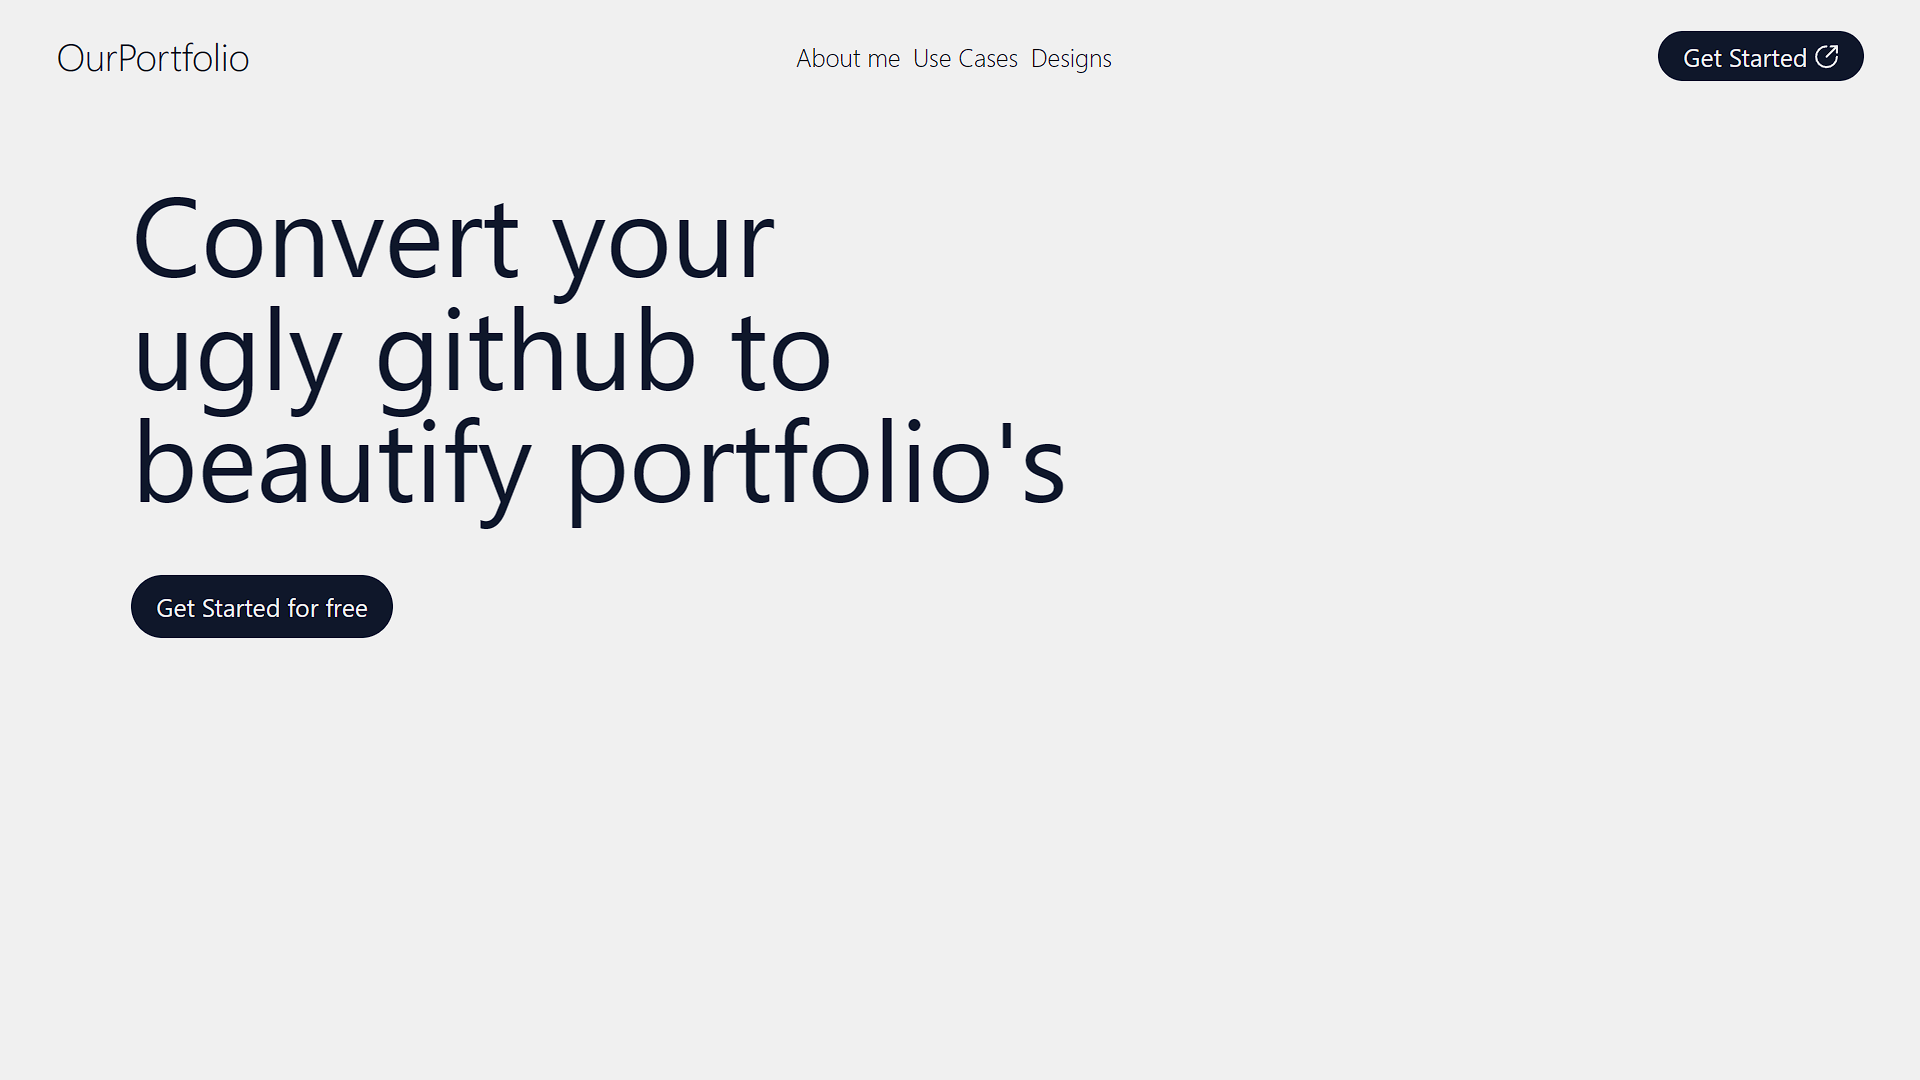 OurPortfolio
About me Use Cases Designs
Get Started
Convert your
ugly github to
beautify portfolio's
Get Started for free